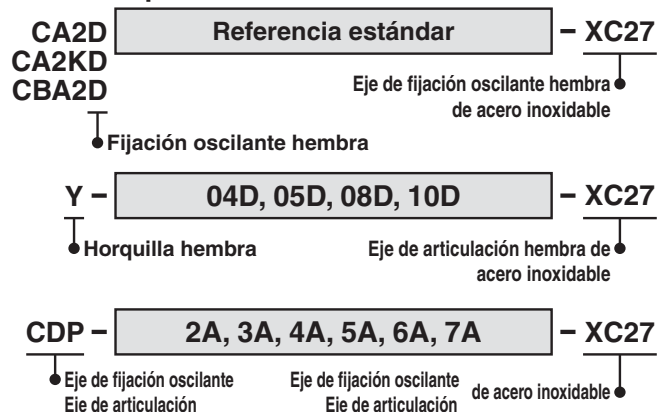 CA2D Referencia estándar – XC27
CA2KD
CBA2D
Eje de fijación oscilante hembra
de acero inoxidable
Fijación oscilante hembra
Y – 04D, 05D, 08D, 10D – XC27
Horquilla hembra
Eje de articulación hembra de
acero inoxidable
CDP – 2A, 3A, 4A, 5A, 6A, 7A – XC27
Eje de fijación oscilante
Eje de articulación
Eje de fijación oscilante
Eje de articulación
de acero inoxidable